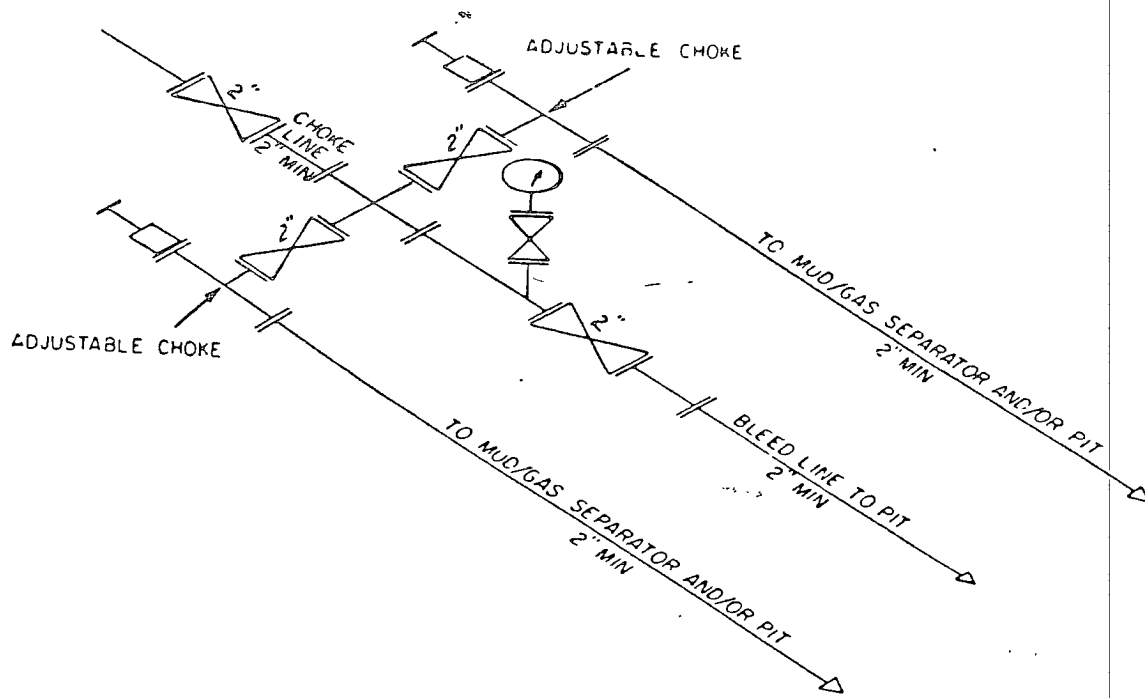 ADJUSTABLE CHOKE
2"
CHOKE
LINE
2" MIN
2"
2"
ADJUSTABLE CHOKE
2"
TO MUD/GAS SEPARATOR AND/OR PIT
2" MIN
BLEED LINE TO PIT
2" MIN
TO MUD/GAS SEPARATOR AND/OR PIT
2" MIN